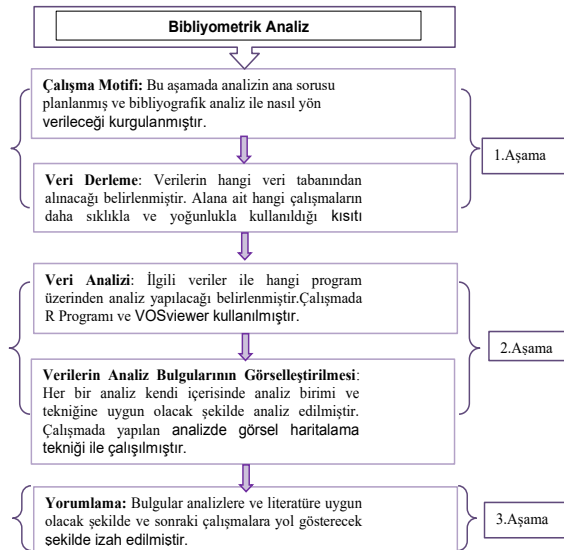 Bibliyometrik Analiz
Çalışma Motifi: Bu aşamada analizin ana sorusu
planlanmış ve bibliyografik analiz ile nasıl yön
verileceği kurgulanmıştır.
1.Aşama
Veri Derleme: Verilerin hangi veri tabanından
alınacağı belirlenmiştir. Alana ait hangi çalışmaların
daha sıklıkla ve yoğunlukla kullanıldığı kısıtı
Veri Analizi: İlgili veriler ile hangi program
üzerinden analiz yapılacağı belirlenmiştir.Çalışmada
R Programı ve VOSviewer kullanılmıştır.
2.Aşama
Verilerin Analiz Bulgularının Görselleştirilmesi:
Her bir analiz kendi içerisinde analiz birimi ve
tekniğine uygun olacak şekilde analiz edilmiştir.
Çalışmada yapılan analizde görsel haritalama
tekniği ile çalışılmıştır.
Yorumlama: Bulgular analizlere ve literatüre uygun
olacak şekilde ve sonraki çalışmalara yol gösterecek
şekilde izah edilmiştir.
3.Aşama